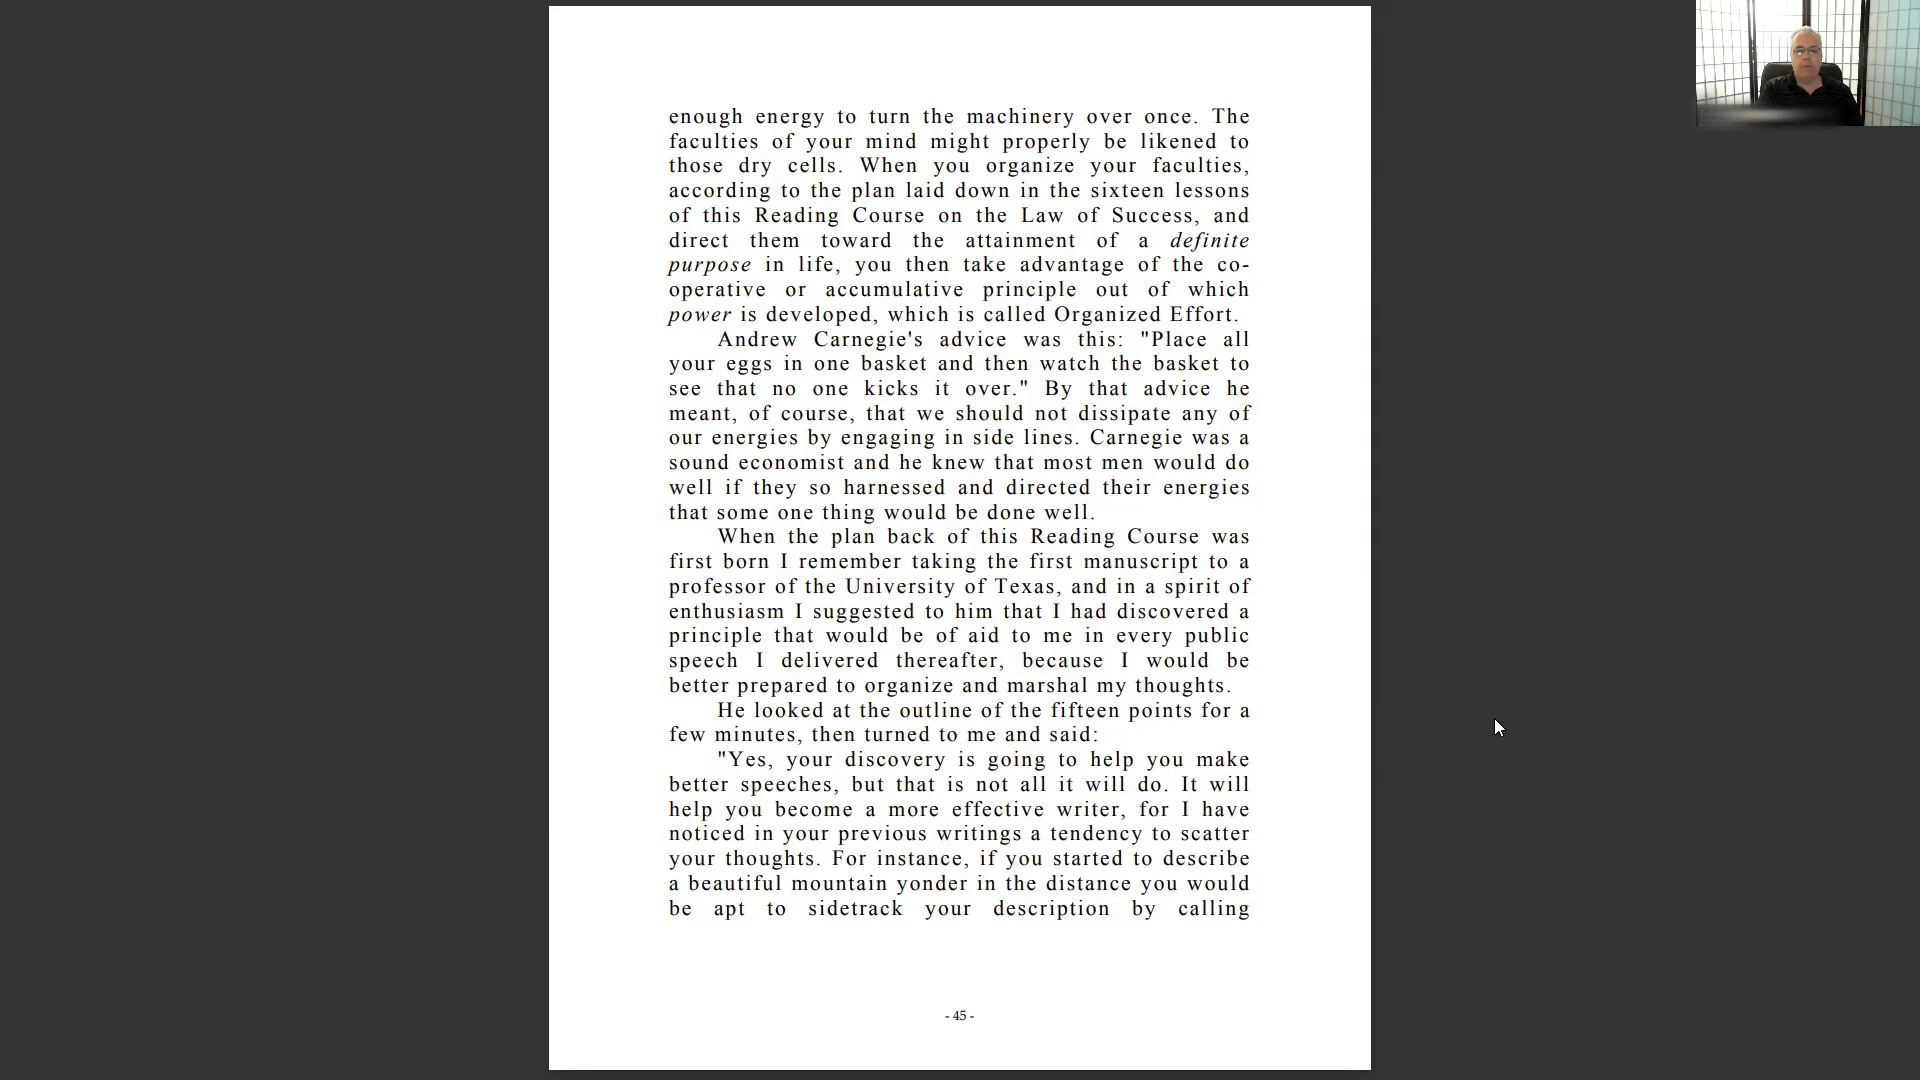 enough energy to turn the machinery over once. The
faculties of your mind might properly be likened to
those dry cells. When you organize your faculties,
according to the plan laid down in the sixteen lessons
of this Reading Course on the Law of Success, and
direct them toward the attainment of a definite
purpose in life, you then take advantage of the co-
operative or accumulative principle out of which
power is developed, which is called Organized Effort.
Andrew Carnegie's advice was this: "Place all
your eggs in one basket and then watch the basket to
see that no one kicks it over." By that advice he
meant, of course, that we should not dissipate any of
our energies by engaging in side lines. Carnegie was a
sound economist and he knew that most men would do
well if they so harnessed and directed their energies
that some one thing would be done well.
When the plan back of this Reading Course was
first born I remember taking the first manuscript to a
professor of the University of Texas, and in a spirit of
enthusiasm I suggested to him that I had discovered a
principle that would be of aid to me in every public
speech I delivered thereafter, because I would be
better prepared to organize and marshal my thoughts.
He looked at the outline of the fifteen points for a
few minutes, then turned to me and said:
"Yes, your discovery is going to help you make
better speeches, but that is not all it will do. It will
help you become a more effective writer, for I have
noticed in your previous writings a tendency to scatter
your thoughts. For instance, if you started to describe
a beautiful mountain yonder in the distance you would
be apt to sidetrack your description by calling
- 45 -